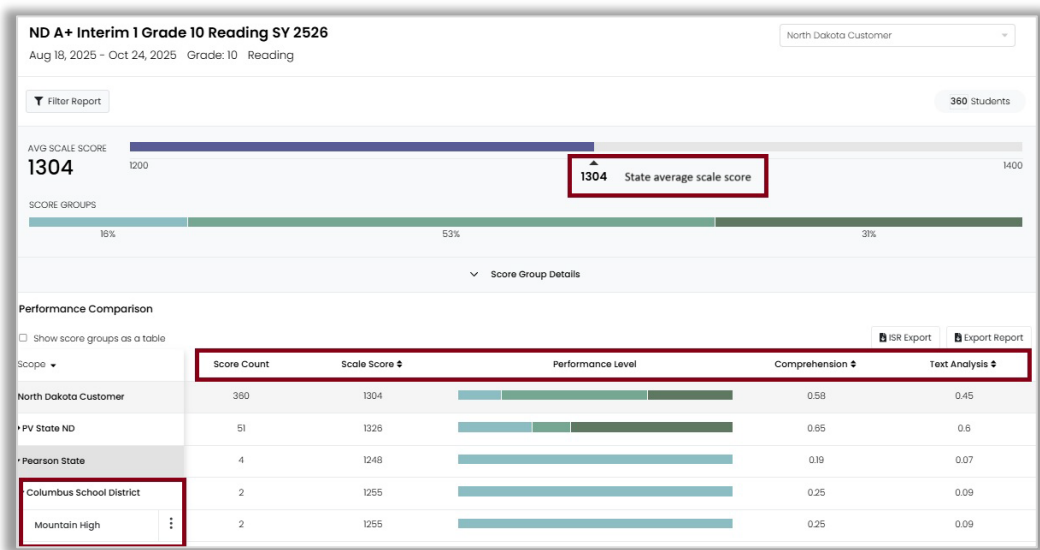 ND A+ Interim 1 Grade 10 Reading SY 2526
North Dakota Customer
Aug 18, 2025 - Oct 24, 2025 Grade: 10 Reading
Filter Report
360 Students
AVG SCALE SCORE
1304
1200
1400
1304 State average scale score
SCORE GROUPS
16% 53% 31%
Score Group Details
Performance Comparison
Show score groups as a table
ISR Export Export Report
Scope Score Count Scale Score Performance Level Comprehension Text Analysis
North Dakota Customer 360 1304 0.58 0.45
PV State ND 51 1326 0.65 0.6
Pearson State 4 1248 0.19 0.07
Columbus School District 2 1255 0.25 0.09
Mountain High 2 1255 0.25 0.09